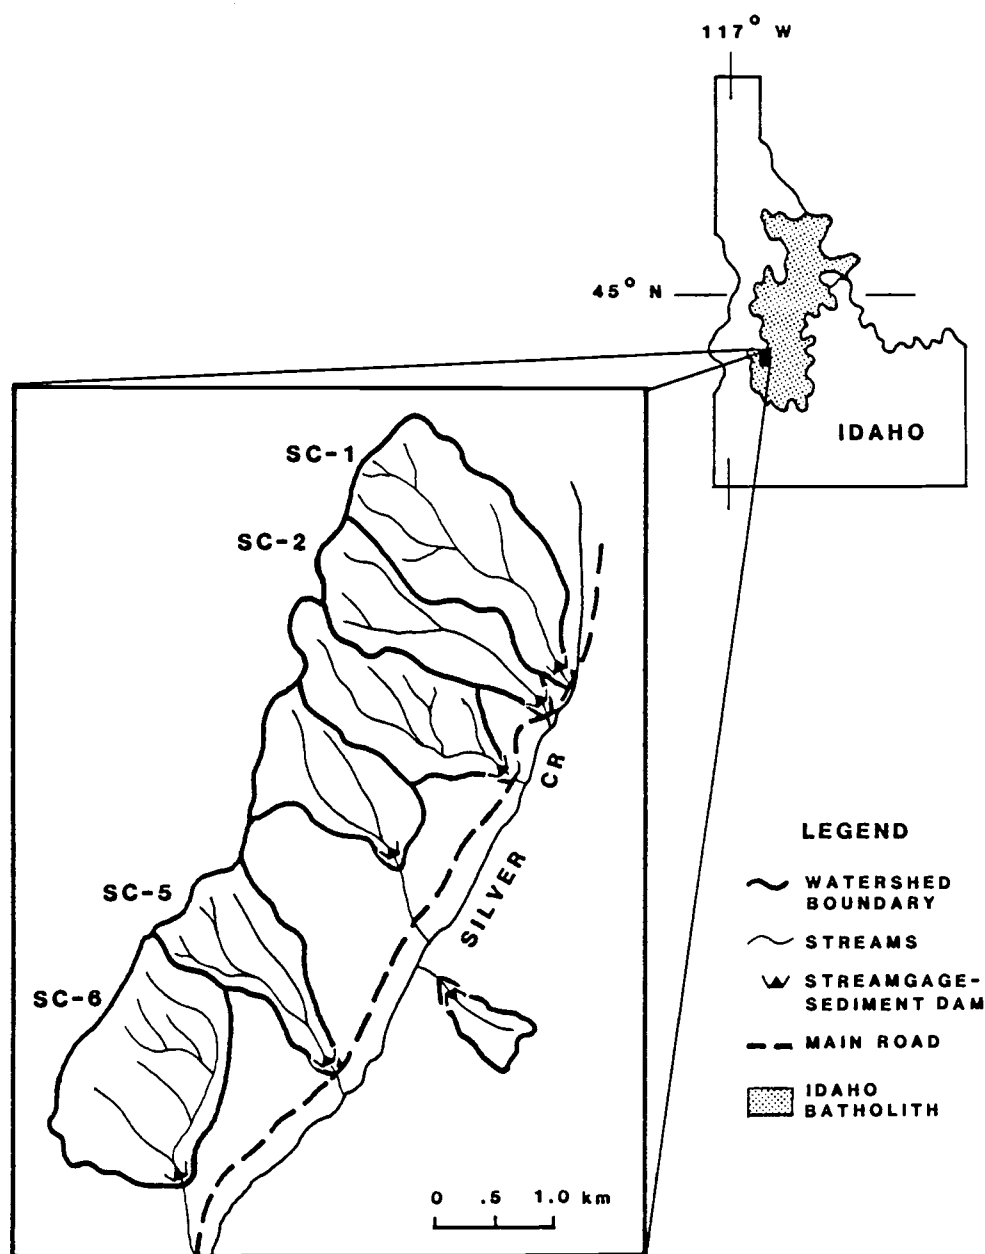 117° W
45° N
IDAHO
SC-1
SC-2
SC-5
SC-6
SILVER CR
0 .5 1.0 km
LEGEND
WATERSHED
BOUNDARY
STREAMS
STREAMGAGE-
SEDIMENT DAM
MAIN ROAD
IDAHO
BATHOLITH